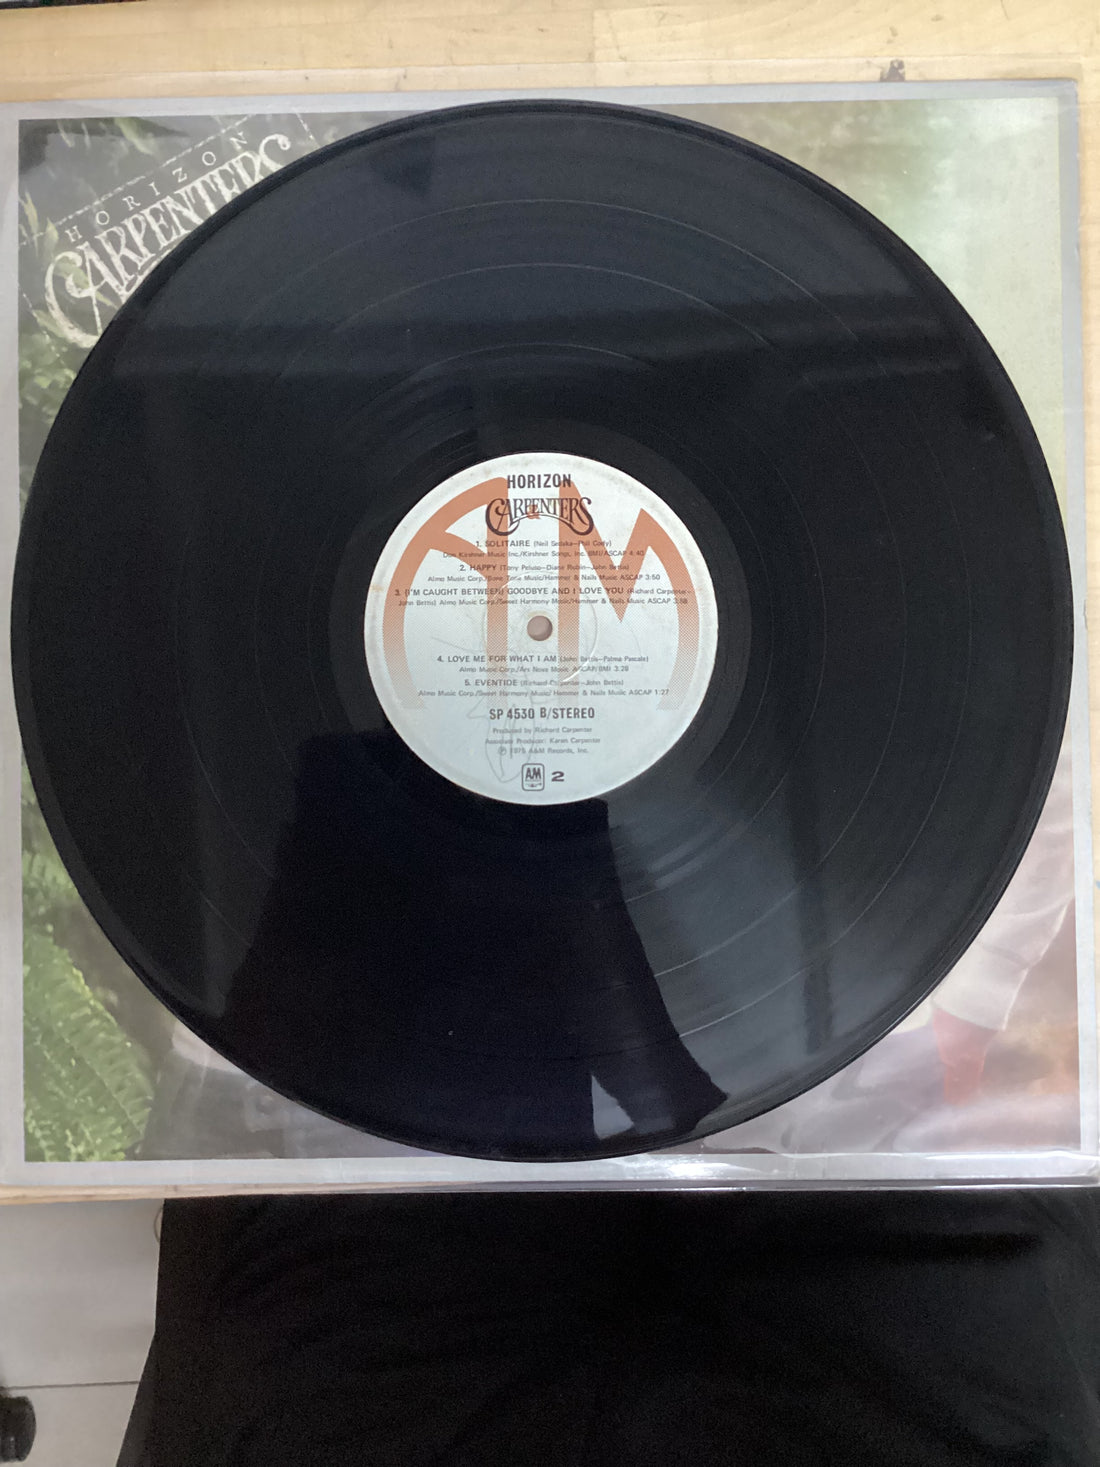 HORIZON
CARPENTERS
HORIZON
CARPENTERS
1. SOLITAIRE (Neil Sedaka—Phil Cody)
Don Kirshner Music Inc./Kirshner Songs, Inc. BMI/ASCAP 4:40
2. HAPPY (Tony Peluso—Diane Rubin—John Bettis)
Almo Music Corp./Sone Tone Music/Hammer & Nails Music ASCAP 3:50
3. (I'M CAUGHT BETWEEN) GOODBYE AND I LOVE YOU (Richard Carpenter—
John Bettis) Almo Music Corp./Sweet Harmony Music/Hammer & Nails Music ASCAP 3:58
4. LOVE ME FOR WHAT I AM (John Bettis—Palma Pascale)
Almo Music Corp./Ars Nova Music ASCAP/BMI 3:28
5. EVENTIDE (Richard Carpenter—John Bettis)
Almo Music Corp./Sweet Harmony Music/ Hammer & Nails Music ASCAP 1:27
SP 4530 B/STEREO
Produced by Richard Carpenter
Associate Producer: Karen Carpenter
℗ 1975 A&M Records, Inc.
AM 2